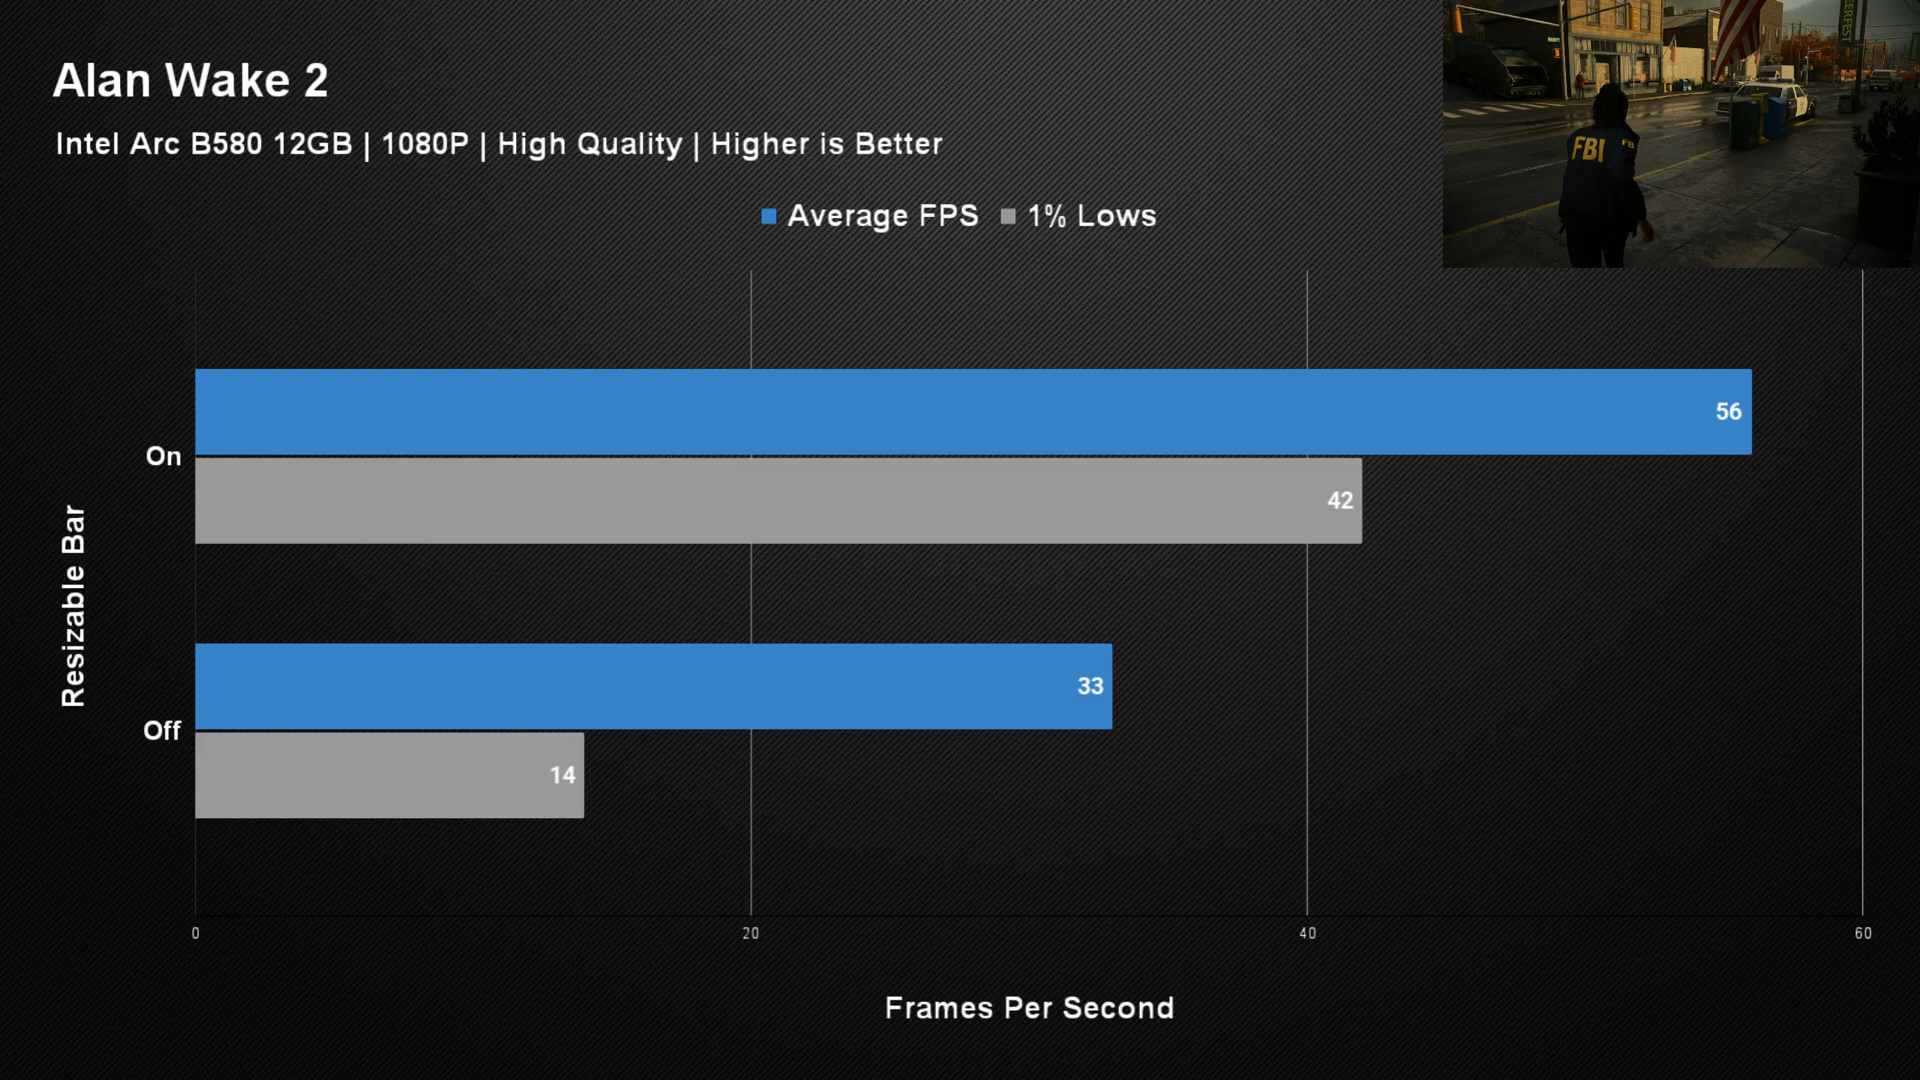 Alan Wake 2
Intel Arc B580 12GB | 1080P | High Quality | Higher is Better
Average FPS 1% Lows
FBI
Resizable Bar
On
56
42
Off
33
14
0 20 40 60
Frames Per Second